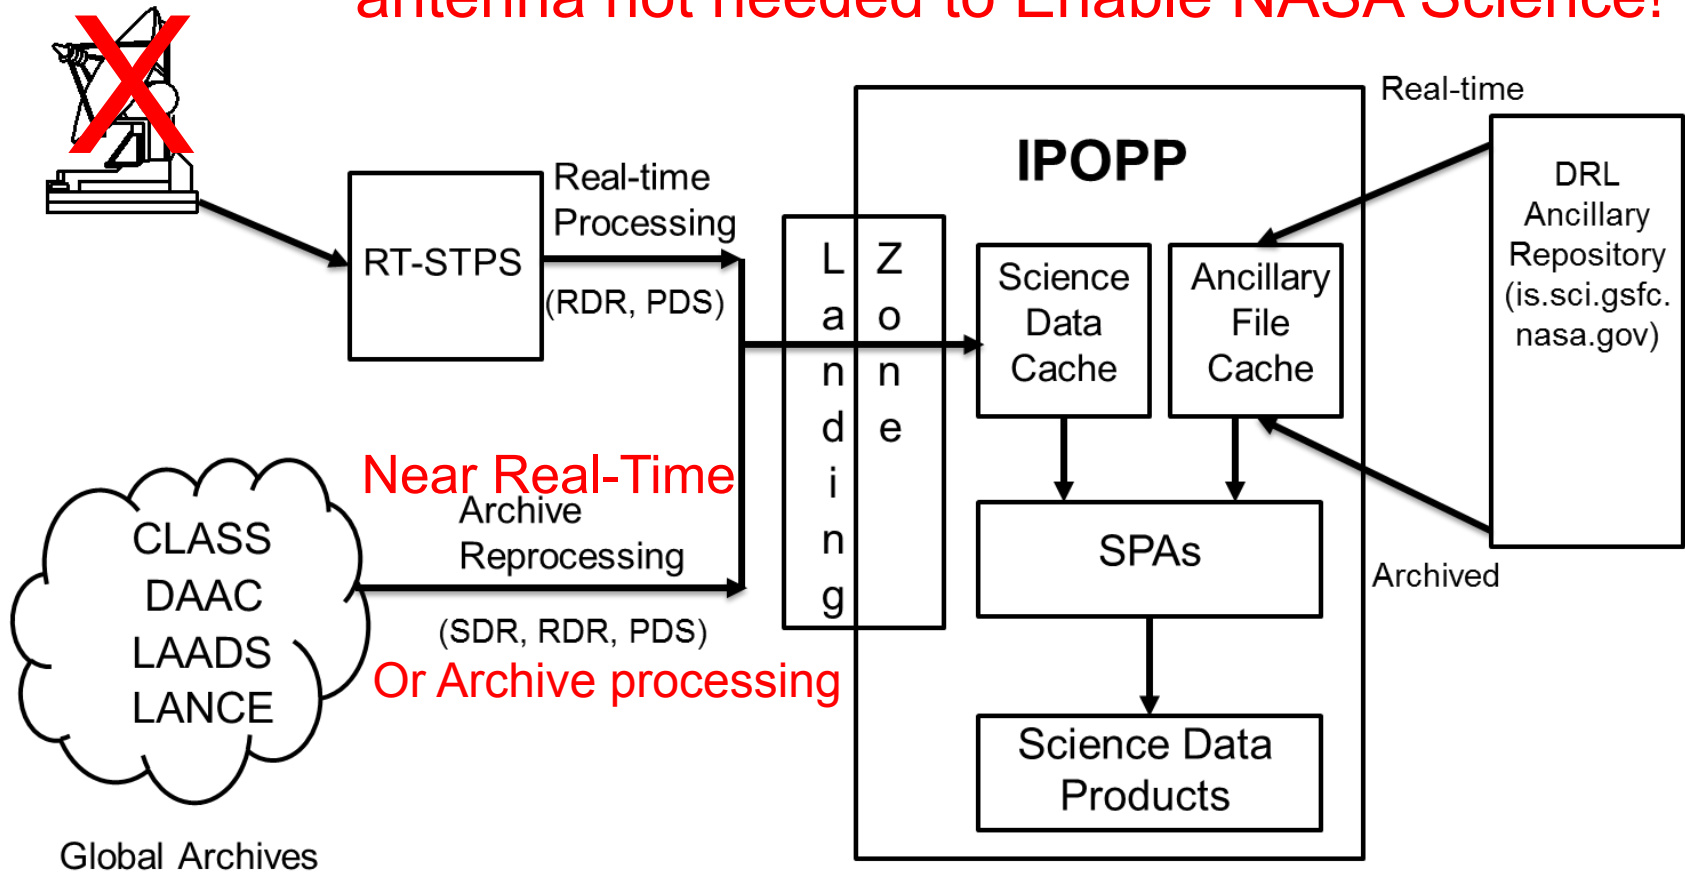 antenna not needed to Enable NASA Science!
X
Real-time
Processing
RT-STPS
(RDR, PDS)
Near Real-Time
Archive
Reprocessing
(SDR, RDR, PDS)
Or Archive processing
CLASS
DAAC
LAADS
LANCE
Global Archives
Landing
Zone
IPOPP
Science
Data
Cache
Ancillary
File
Cache
SPAs
Science Data
Products
Real-time
Archived
DRL
Ancillary
Repository
(is.sci.gsfc.
nasa.gov)